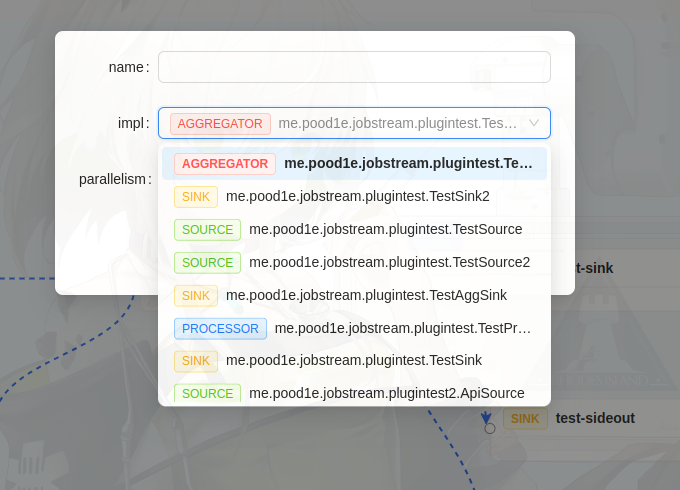 name :
impl : AGGREGATOR me.pood1e.jobstream.plugintest.Tes...
AGGREGATOR me.pood1e.jobstream.plugintest.Te...
parallelism :
SINK me.pood1e.jobstream.plugintest.TestSink2
SOURCE me.pood1e.jobstream.plugintest.TestSource
SOURCE me.pood1e.jobstream.plugintest.TestSource2
t-sink
SINK me.pood1e.jobstream.plugintest.TestAggSink
PROCESSOR me.pood1e.jobstream.plugintest.TestPr...
SINK me.pood1e.jobstream.plugintest.TestSink
SOURCE me.pood1e.jobstream.plugintest2.ApiSource
SINK test-sideout